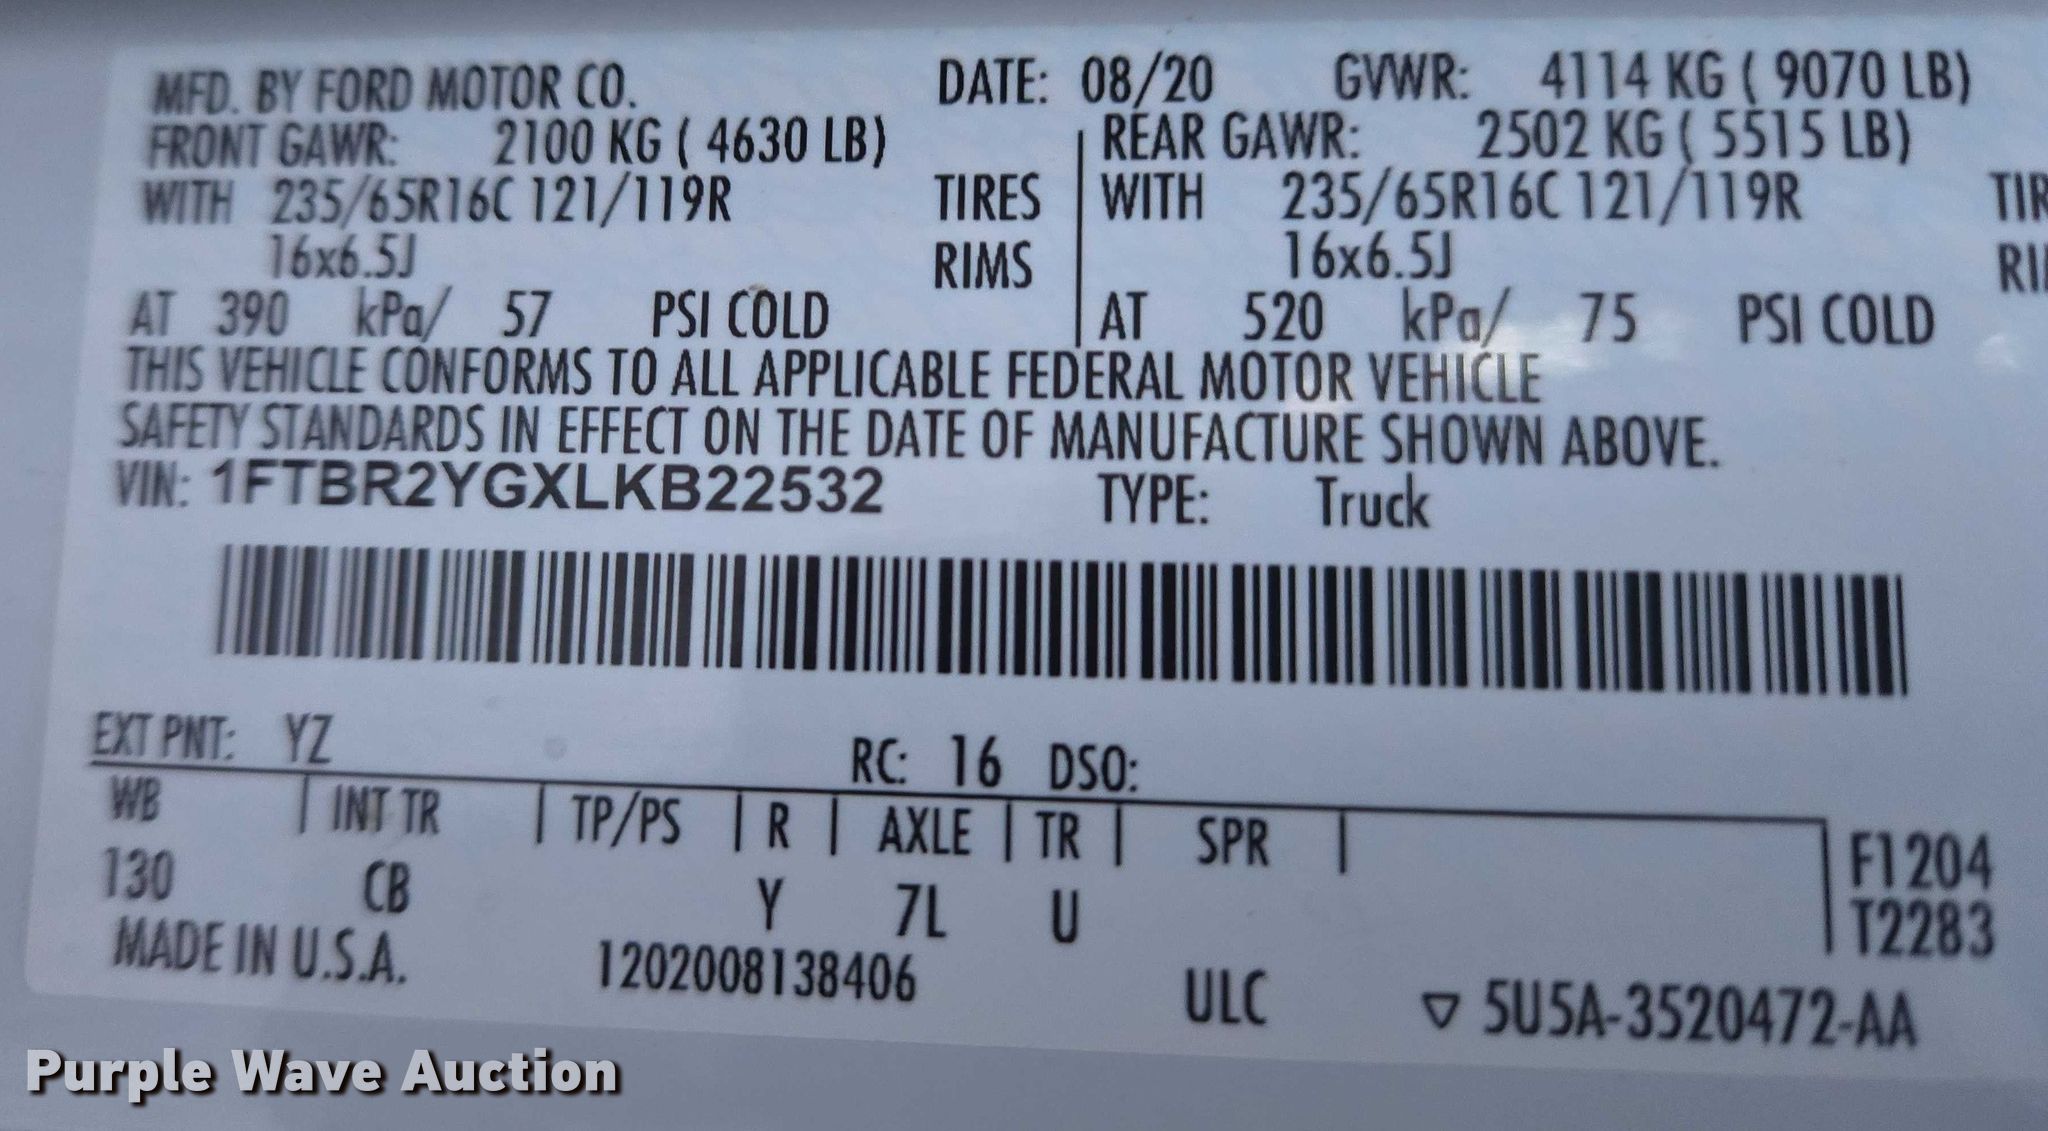 MFD. BY FORD MOTOR CO. DATE: 08/20 GVWR: 4114 KG ( 9070 LB)
FRONT GAWR: 2100 KG ( 4630 LB) REAR GAWR: 2502 KG ( 5515 LB)
WITH 235/65R16C 121/119R TIRES WITH 235/65R16C 121/119R TIR
16x6.5J RIMS 16x6.5J RI
AT 390 kPa/ 57 PSI COLD AT 520 kPa/ 75 PSI COLD
THIS VEHICLE CONFORMS TO ALL APPLICABLE FEDERAL MOTOR VEHICLE
SAFETY STANDARDS IN EFFECT ON THE DATE OF MANUFACTURE SHOWN ABOVE.
VIN: 1FTBR2YGXLKB22532 TYPE: Truck
EXT PNT: YZ RC: 16 DSO:
WB | INT TR | TP/PS | R | AXLE | TR | SPR | F1204
130 CB Y 7L U T2283
MADE IN U.S.A. 1202008138406 ULC ▽ 5U5A-3520472-AA
Purple Wave Auction